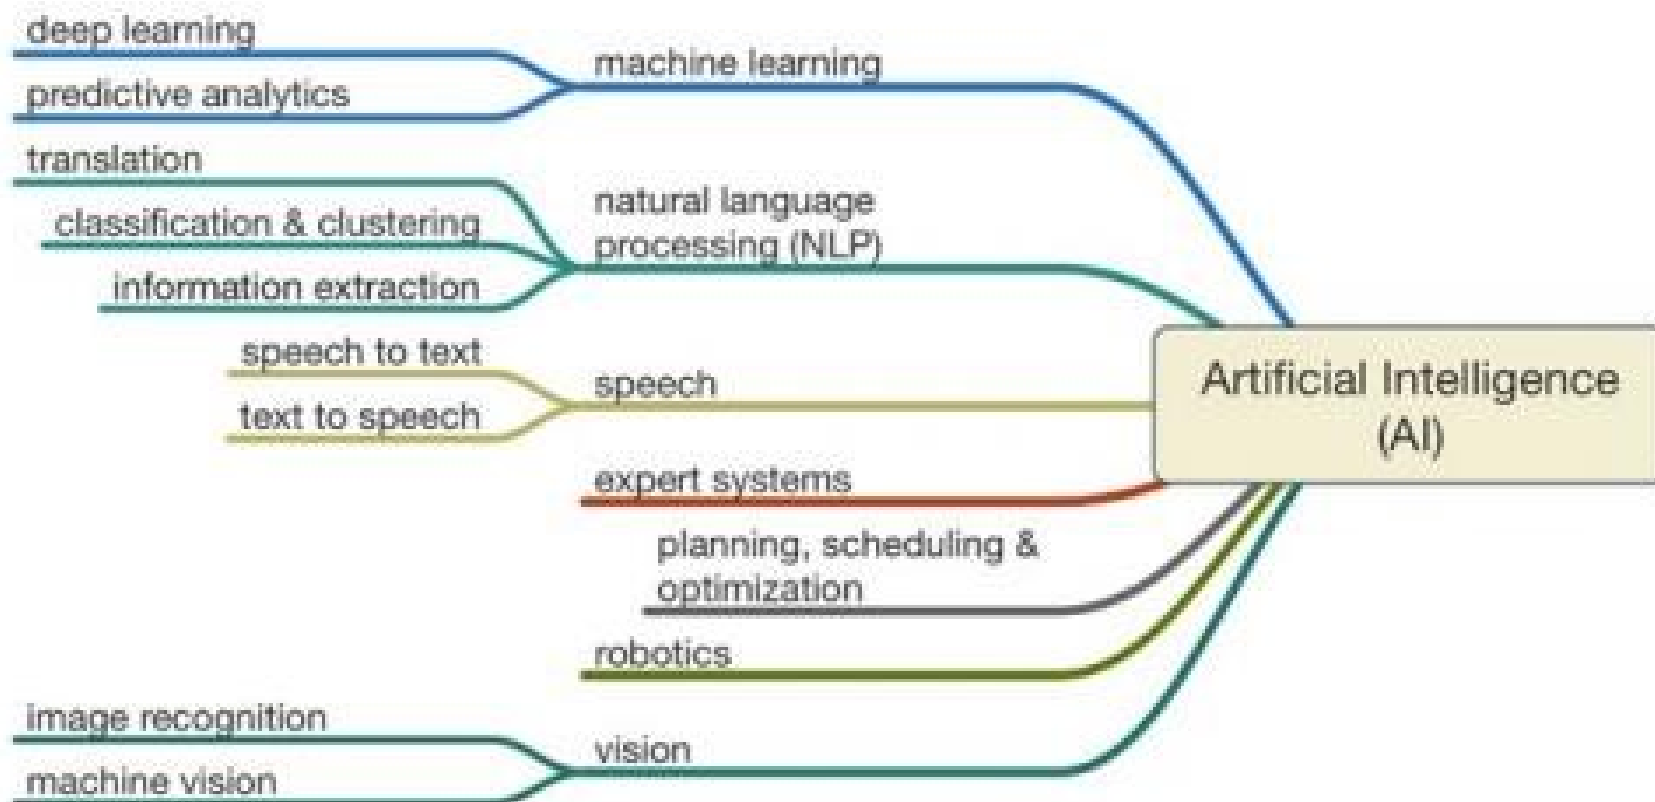 deep learning
predictive analytics
machine learning
translation
classification & clustering
information extraction
natural language
processing (NLP)
speech to text
text to speech
speech
Artificial Intelligence
(AI)
expert systems
planning, scheduling &
optimization
robotics
image recognition
machine vision
vision